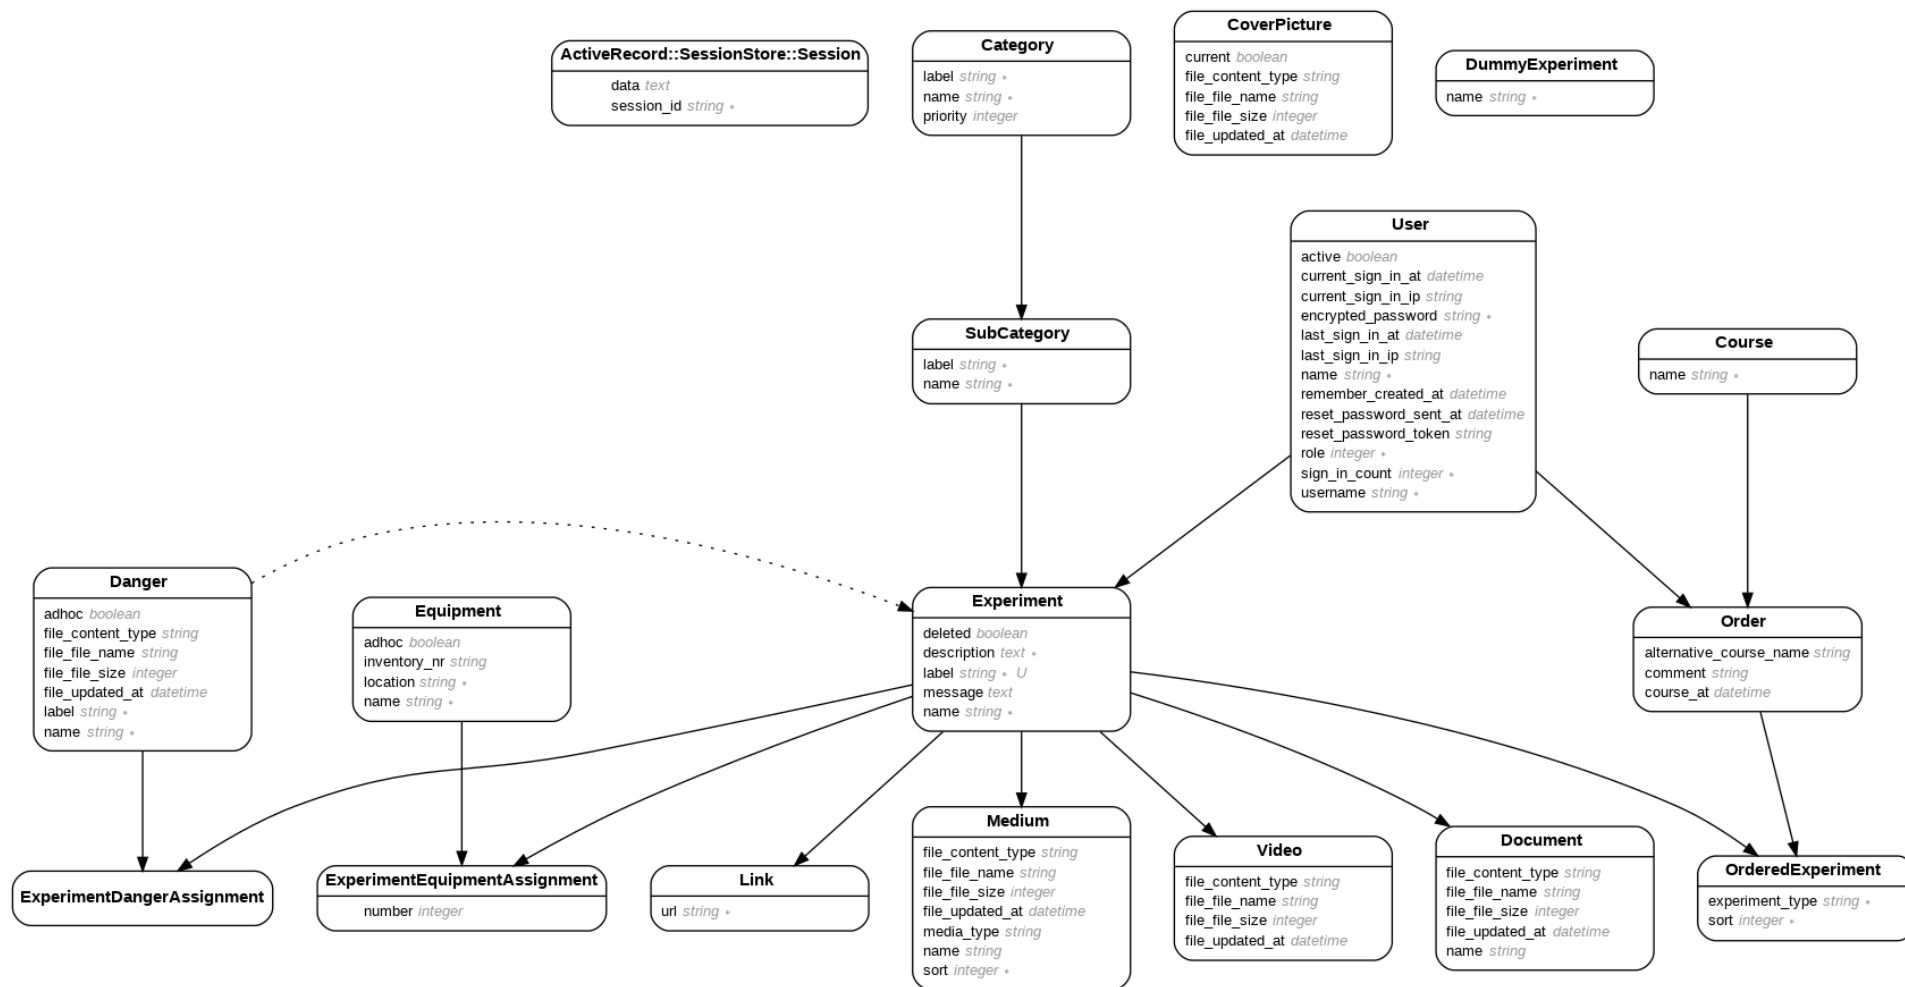 ActiveRecord::SessionStore::Session
data text
session_id string •
Category
label string •
name string •
priority integer
CoverPicture
current boolean
file_content_type string
file_file_name string
file_file_size integer
file_updated_at datetime
DummyExperiment
name string •
User
active boolean
current_sign_in_at datetime
current_sign_in_ip string
encrypted_password string •
last_sign_in_at datetime
last_sign_in_ip string
name string •
remember_created_at datetime
reset_password_sent_at datetime
reset_password_token string
role integer •
sign_in_count integer •
username string •
SubCategory
label string •
name string •
Course
name string •
Danger
adhoc boolean
file_content_type string
file_file_name string
file_file_size integer
file_updated_at datetime
label string •
name string •
Equipment
adhoc boolean
inventory_nr string
location string •
name string •
Experiment
deleted boolean
description text •
label string • U
message text
name string •
Order
alternative_course_name string
comment string
course_at datetime
ExperimentDangerAssignment
ExperimentEquipmentAssignment
number integer
Link
url string •
Medium
file_content_type string
file_file_name string
file_file_size integer
file_updated_at datetime
media_type string
name string
sort integer •
Video
file_content_type string
file_file_name string
file_file_size integer
file_updated_at datetime
Document
file_content_type string
file_file_name string
file_file_size integer
file_updated_at datetime
name string
OrderedExperiment
experiment_type string •
sort integer •